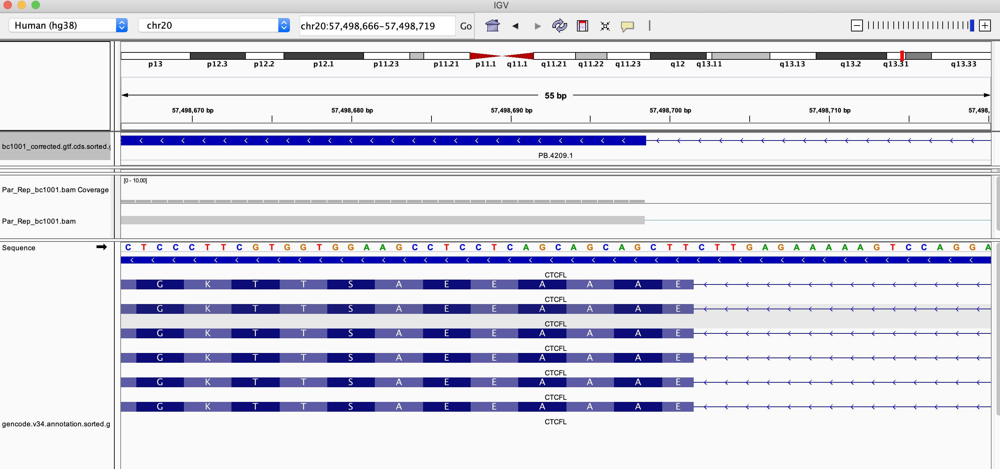 IGV
Human (hg38) chr20 chr20:57,498,666-57,498,719 Go
p13 p12.3 p12.2 p12.1 p11.23 p11.21 p11.1 q11.1 q11.21 q11.22 q11.23 q12 q13.11 q13.13 q13.2 q13.31 q13.33
55 bp
57,498,670 bp 57,498,680 bp 57,498,690 bp 57,498,700 bp 57,498,710 bp 57,498,
bc1001_corrected.gtf.cds.sorted.g
PB.4209.1
[0 - 10.00]
Par_Rep_bc1001.bam Coverage
Par_Rep_bc1001.bam
Sequence C T C C C T T C G T G G T G G A A G C C T C C T C A G C A G C A G C T T C T T G A G A A A A A G T C C A G G A
CTCFL
G K T T S A E E A A A E
CTCFL
G K T T S A E E A A A E
CTCFL
G K T T S A E E A A A E
CTCFL
G K T T S A E E A A A E
CTCFL
G K T T S A E E A A A E
CTCFL
G K T T S A E E A A A E
gencode.v34.annotation.sorted.g CTCFL